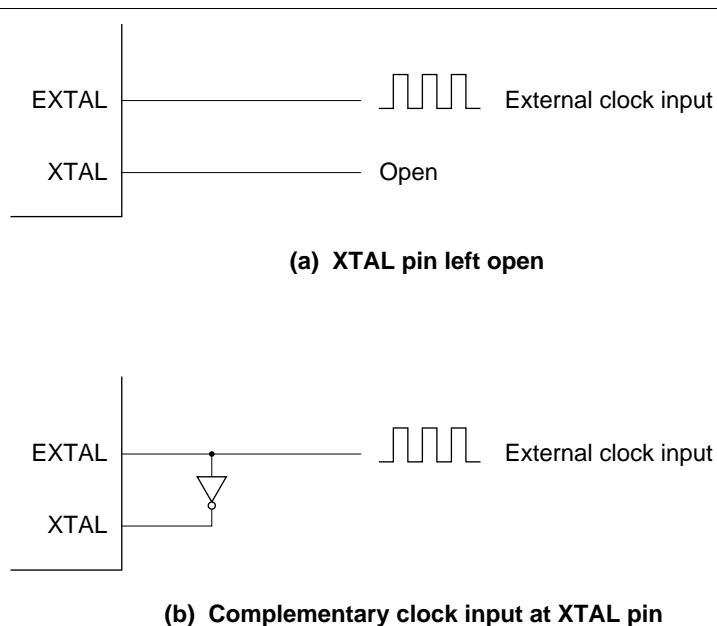 EXTAL External clock input
XTAL Open
(a) XTAL pin left open
EXTAL External clock input
XTAL
(b) Complementary clock input at XTAL pin